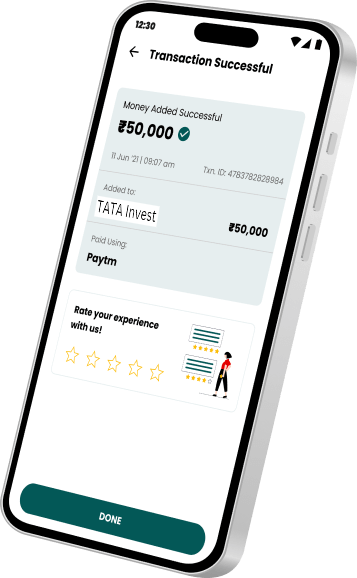 12:30
Transaction Successful
Money Added Successful
₹50,000
11 Jun '21 | 09:07 am
Txn. ID: 4783782828984
Added to:
TATA Invest
₹50,000
Paid Using:
Paytm
Rate your experience
with us!
DONE